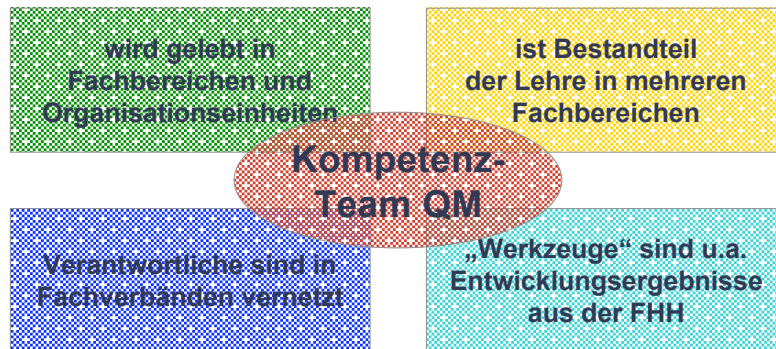 wird gelebt in
Fachbereichen und
Organisationseinheiten
ist Bestandteil
der Lehre in mehreren
Fachbereichen
Kompetenz-
Team QM
Verantwortliche sind in
Fachverbänden vernetzt
„Werkzeuge“ sind u.a.
Entwicklungsergebnisse
aus der FHH